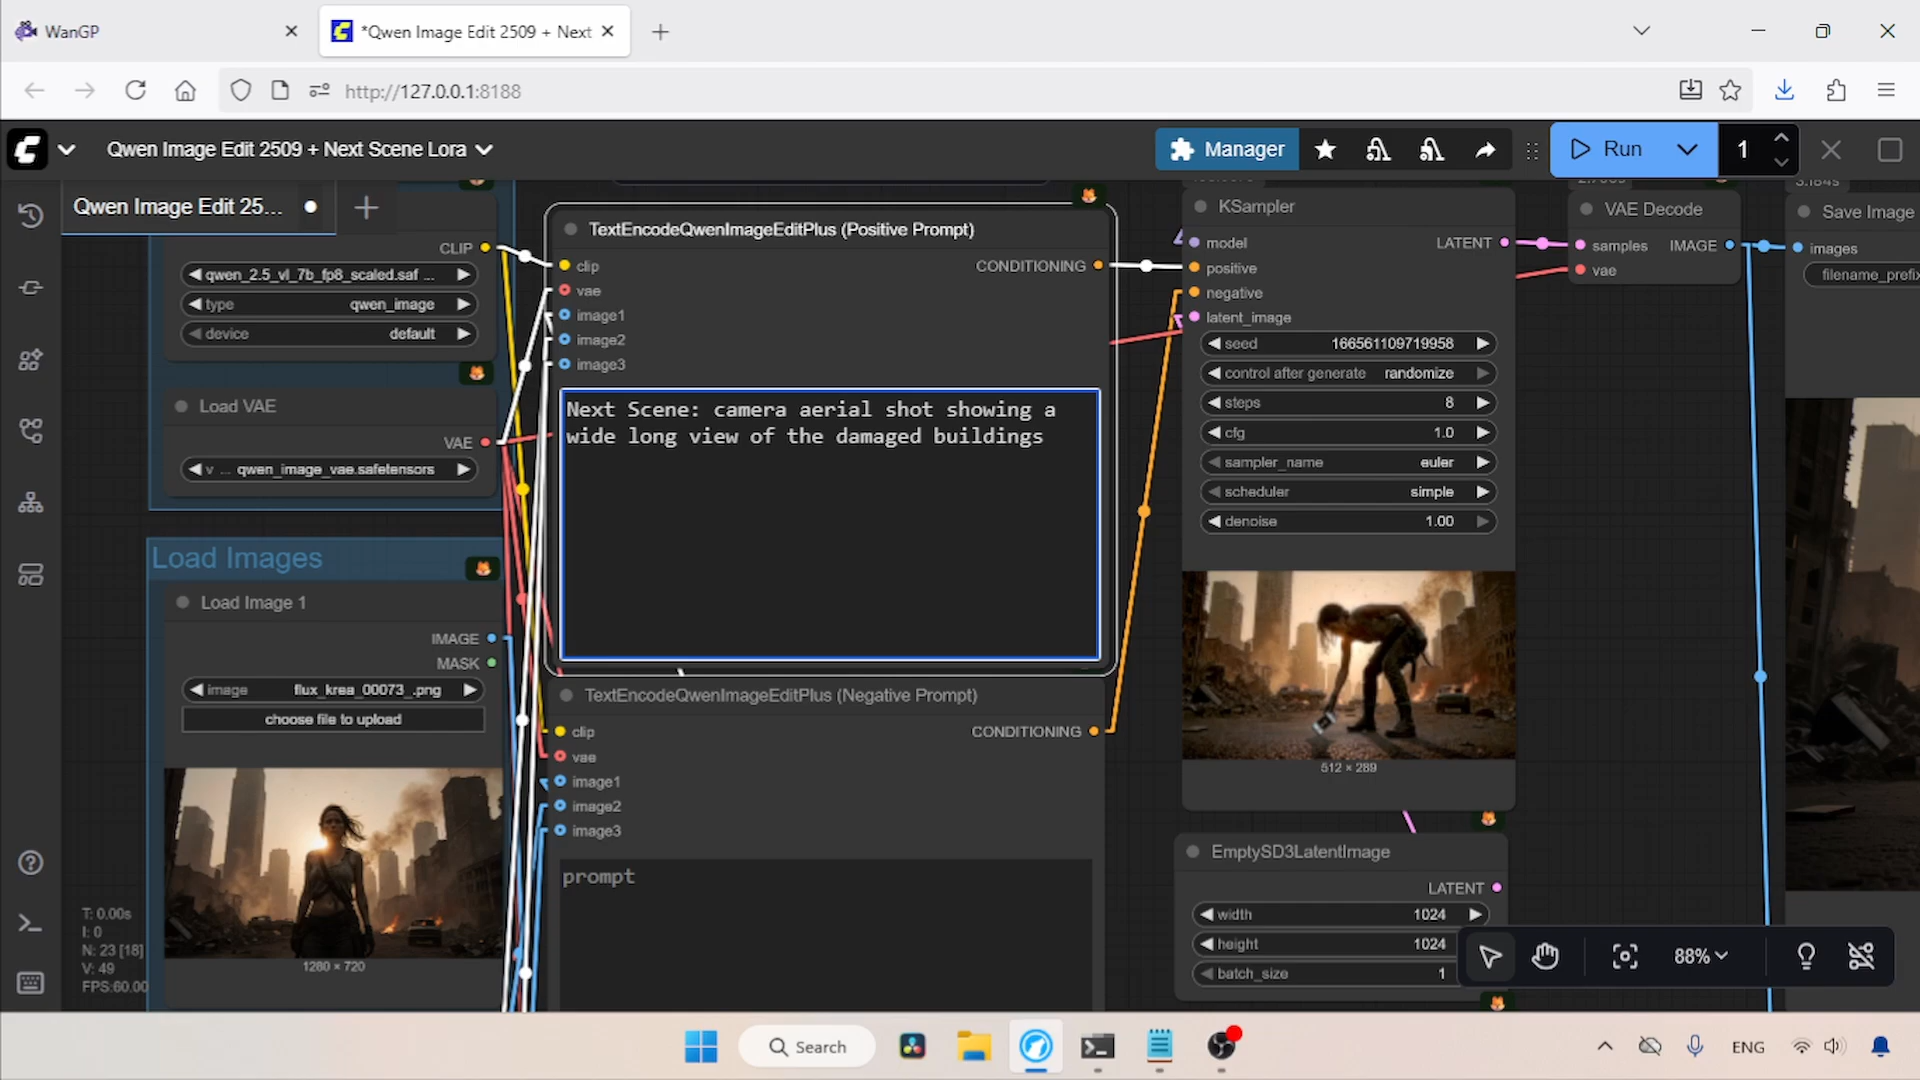 WanGP
*Qwen Image Edit 2509 + Next
http://127.0.0.1:8188
Qwen Image Edit 2509 + Next Scene Lora
Manager
Run
1
Qwen Image Edit 25...
CLIP
qwen_2.5_vl_7b_fp8_scaled.saf ...
type qwen_image
device default
Load VAE
VAE
v ... qwen_image_vae.safetensors
Load Images
Load Image 1
IMAGE
MASK
image flux_krea_00073_.png
choose file to upload
1280 × 720
T: 0.00s
I: 0
N: 23 [18]
V: 49
FPS:60.00
TextEncodeQwenImageEditPlus (Positive Prompt)
clip CONDITIONING
vae
image1
image2
image3
Next Scene: camera aerial shot showing a
wide long view of the damaged buildings
TextEncodeQwenImageEditPlus (Negative Prompt)
clip CONDITIONING
vae
image1
image2
image3
prompt
KSampler
model LATENT
positive
negative
latent_image
seed 166561109719958
control after generate randomize
steps 8
cfg 1.0
sampler_name euler
scheduler simple
denoise 1.00
512 × 289
EmptySD3LatentImage
LATENT
width 1024
height 1024
batch_size 1
VAE Decode
samples IMAGE
vae
3.184s
Save Image
images
filename_prefix
88%
Search
ENG